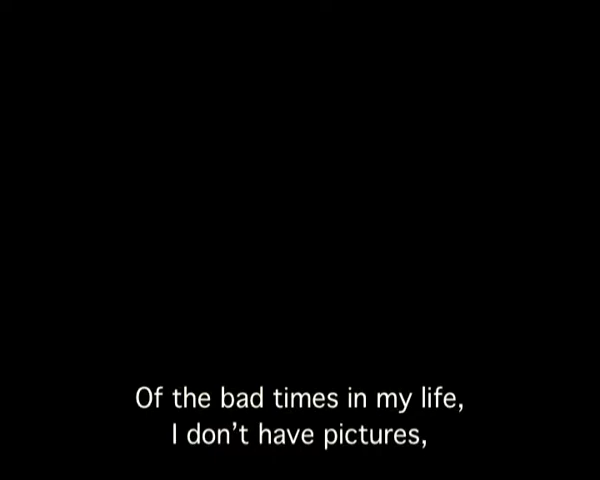 Of the bad times in my life,
I don’t have pictures,